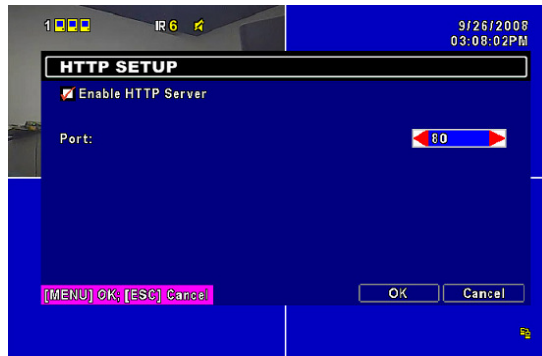 1 IR 6 9/26/2008
03:08:02PM
HTTP SETUP
Enable HTTP Server
Port: 80
[MENU] OK; [ESC] Cancel OK Cancel